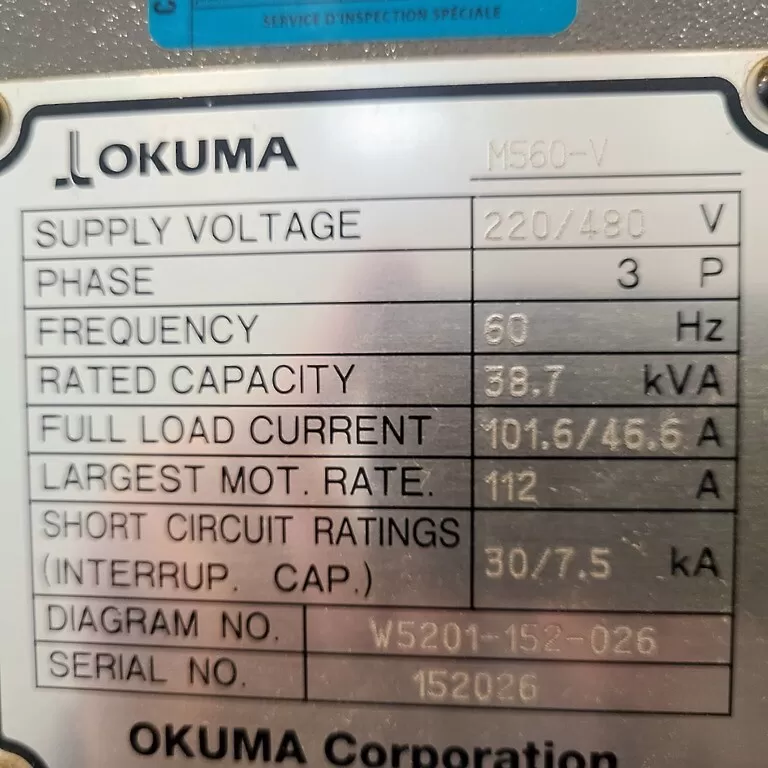 SERVICE D'INSPECTION SPÉCIALE
OKUMA M560-V
SUPPLY VOLTAGE 220/480 V
PHASE 3 P
FREQUENCY 60 Hz
RATED CAPACITY 38.7 kVA
FULL LOAD CURRENT 101.6/46.6 A
LARGEST MOT. RATE. 112 A
SHORT CIRCUIT RATINGS
(INTERRUP. CAP.) 30/7.5 kA
DIAGRAM NO. W5201-152-026
SERIAL NO. 152026
OKUMA Corporation